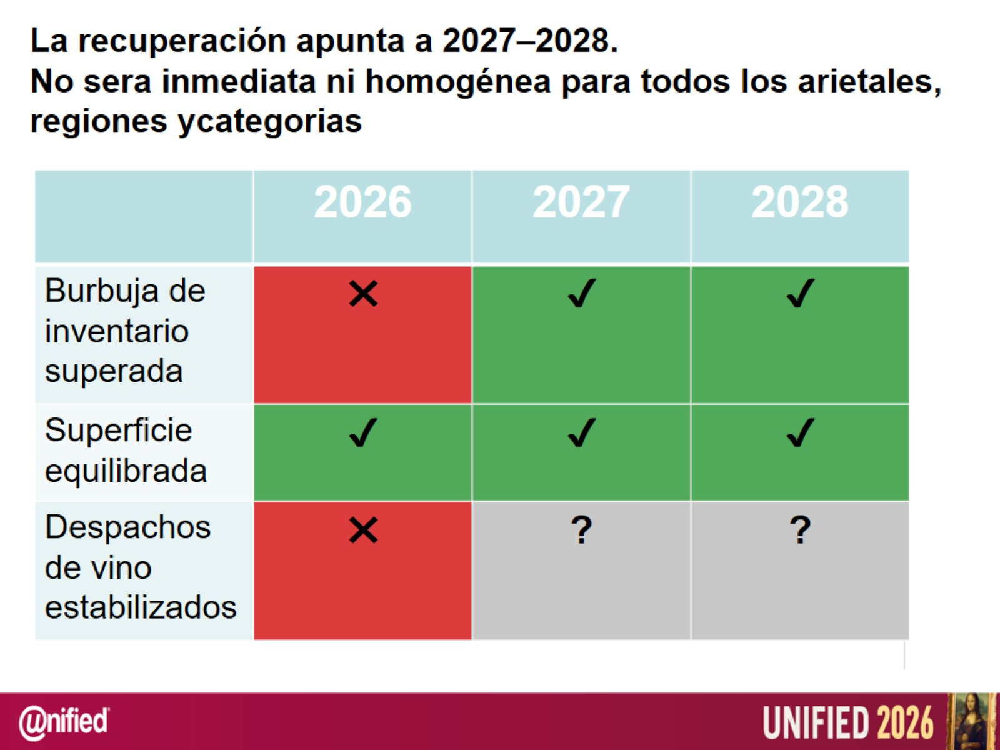 La recuperación apunta a 2027–2028.
No sera inmediata ni homogénea para todos los arietales,
regiones ycategorias
2026 2027 2028
Burbuja de
inventario
superada
✕ ✓ ✓
Superficie
equilibrada
✓ ✓ ✓
Despachos
de vino
estabilizados
✕ ? ?
@unified
UNIFIED 2026